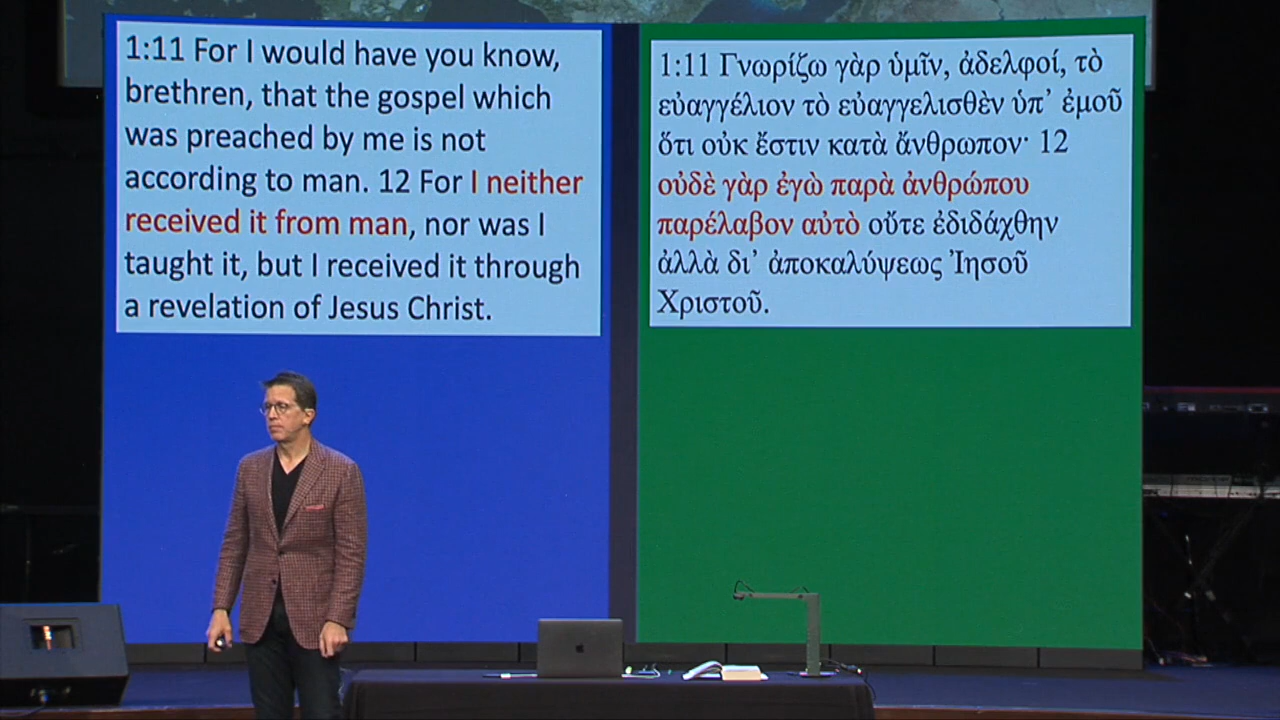 1:11 For I would have you know,
brethren, that the gospel which
was preached by me is not
according to man. 12 For I neither
received it from man, nor was I
taught it, but I received it through
a revelation of Jesus Christ.
1:11 Γνωρίζω γὰρ ὑμῖν, ἀδελφοί, τὸ
εὐαγγέλιον τὸ εὐαγγελισθὲν ὑπ’ ἐμοῦ
ὅτι οὐκ ἔστιν κατὰ ἄνθρωπον· 12
οὐδὲ γὰρ ἐγὼ παρὰ ἀνθρώπου
παρέλαβον αὐτὸ οὔτε ἐδιδάχθην
ἀλλὰ δι’ ἀποκαλύψεως Ἰησοῦ
Χριστοῦ.